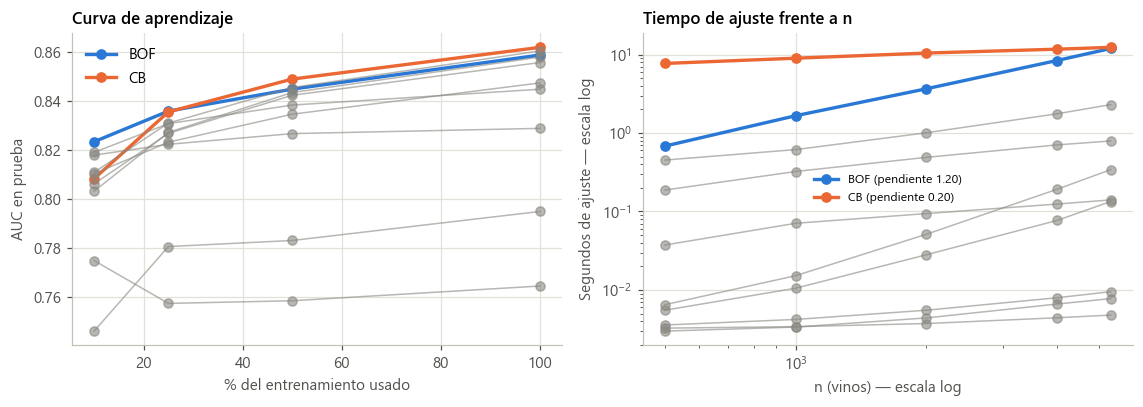 Curva de aprendizaje
BOF
CB
0.86
0.84
0.82
0.80
0.78
0.76
AUC en prueba
20
40
60
80
100
% del entrenamiento usado
Tiempo de ajuste frente a n
10¹
10⁰
10⁻¹
10⁻²
Segundos de ajuste — escala log
BOF (pendiente 1.20)
CB (pendiente 0.20)
10³
n (vinos) — escala log